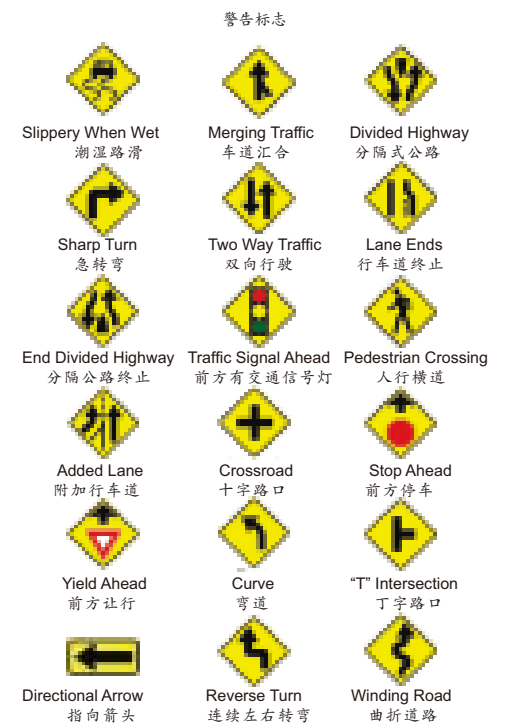 警告标志
Slippery When Wet
潮湿路滑
Merging Traffic
车道汇合
Divided Highway
分隔式公路
Sharp Turn
急转弯
Two Way Traffic
双向行驶
Lane Ends
行车道终止
End Divided Highway
分隔公路终止
Traffic Signal Ahead
前方有交通信号灯
Pedestrian Crossing
人行横道
Added Lane
附加行车道
Crossroad
十字路口
Stop Ahead
前方停车
Yield Ahead
前方让行
Curve
弯道
“T” Intersection
丁字路口
Directional Arrow
指向箭头
Reverse Turn
连续左右转弯
Winding Road
曲折道路